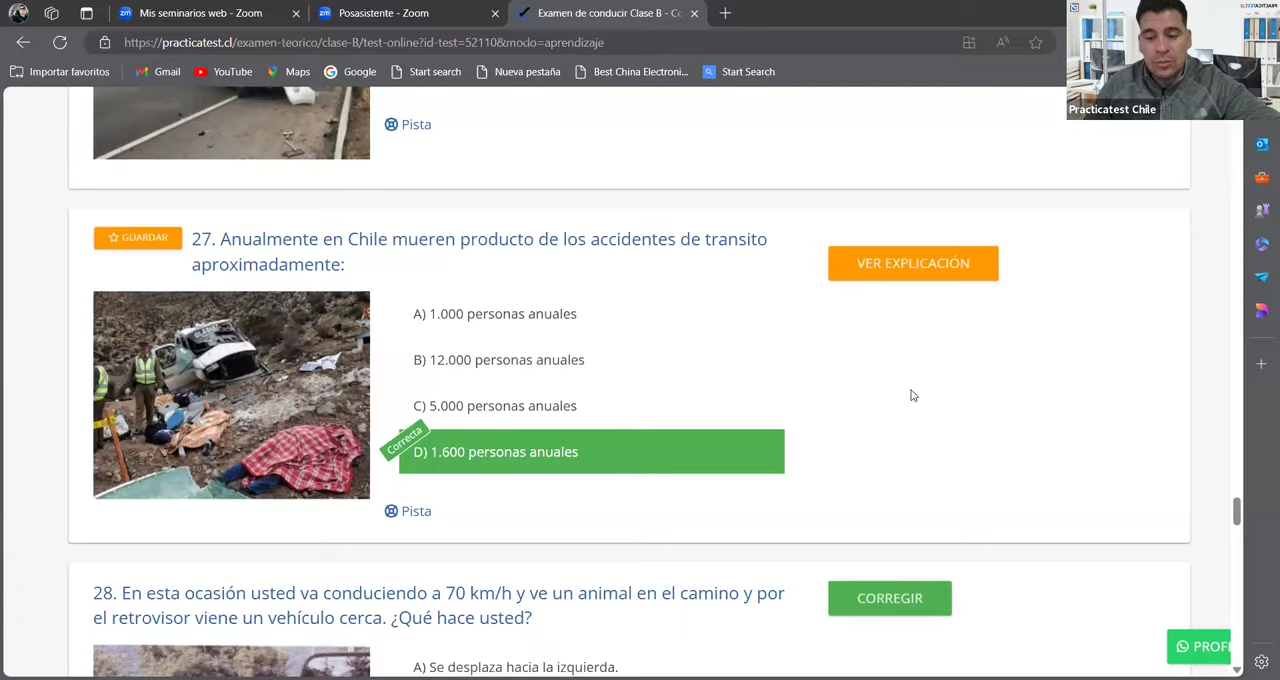 Mis seminarios web - Zoom
Posasistente - Zoom
Examen de conducir Clase B - Co
https://practicatest.cl/examen-teorico/clase-B/test-online?id-test=52110&modo=aprendizaje
Importar favoritos
Gmail
YouTube
Maps
Google
Start search
Nueva pestaña
Best China Electroni...
Start Search
Practicatest Chile
Pista
GUARDAR
27. Anualmente en Chile mueren producto de los accidentes de transito
aproximadamente:
VER EXPLICACIÓN
A) 1.000 personas anuales
B) 12.000 personas anuales
C) 5.000 personas anuales
Correcta
D) 1.600 personas anuales
Pista
28. En esta ocasión usted va conduciendo a 70 km/h y ve un animal en el camino y por
el retrovisor viene un vehículo cerca. ¿Qué hace usted?
CORREGIR
PROFE
A) Se desplaza hacia la izquierda.